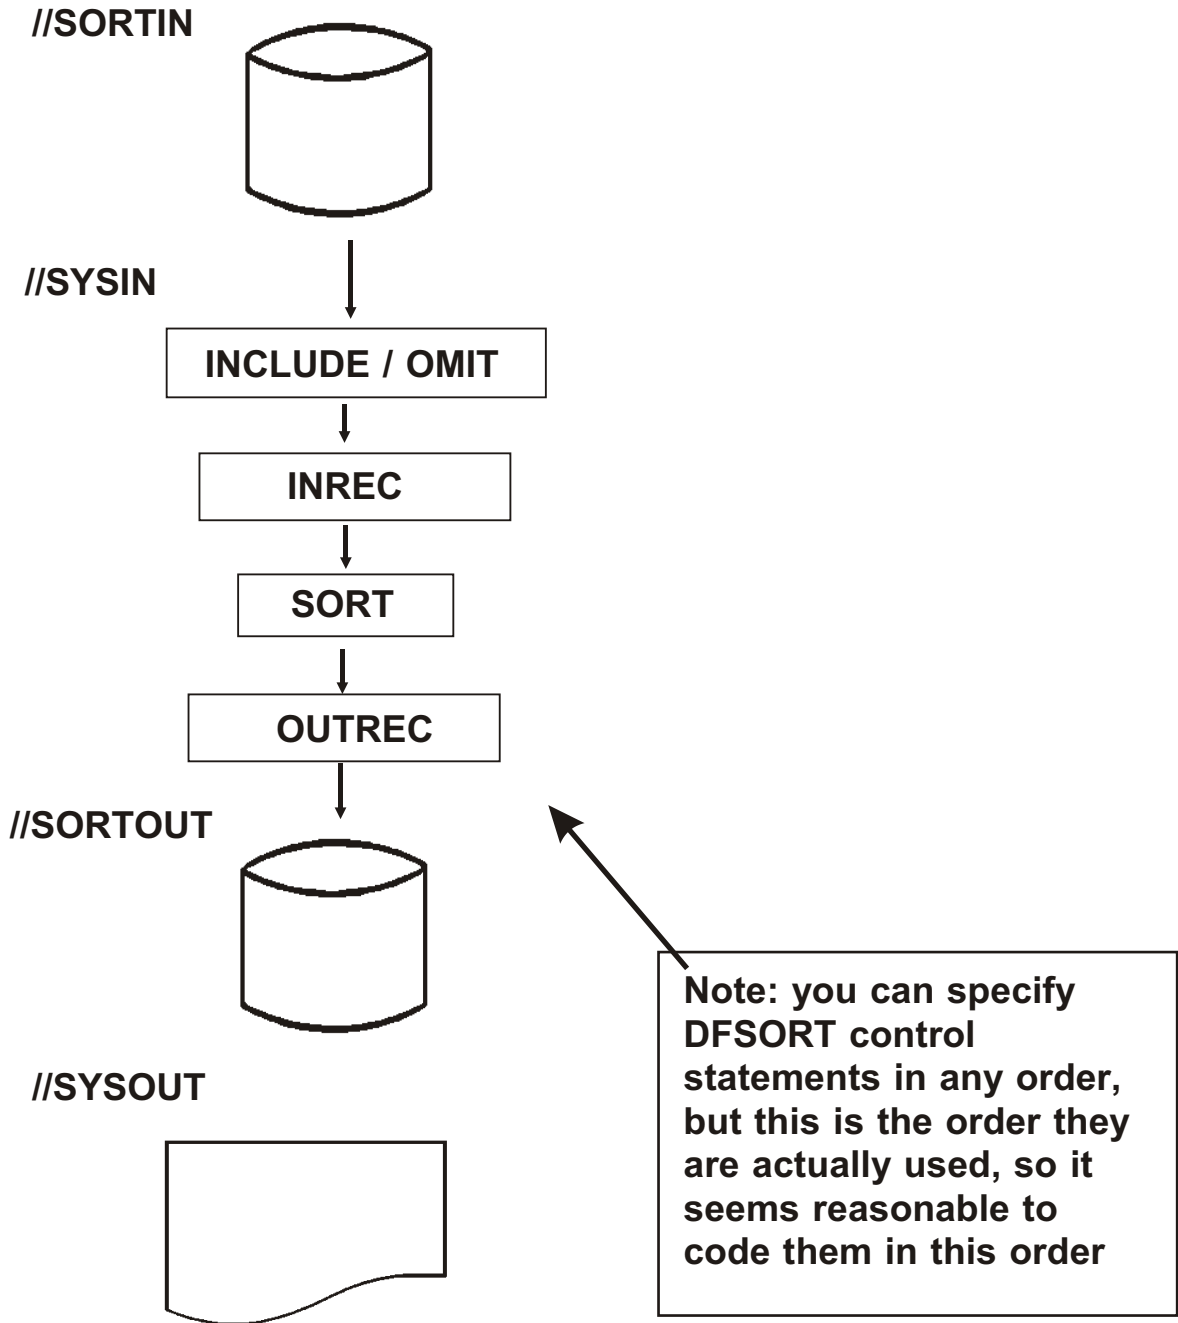 //SORTIN
//SYSIN
INCLUDE / OMIT
INREC
SORT
OUTREC
//SORTOUT
//SYSOUT
Note: you can specify
DFSORT control
statements in any order,
but this is the order they
are actually used, so it
seems reasonable to
code them in this order